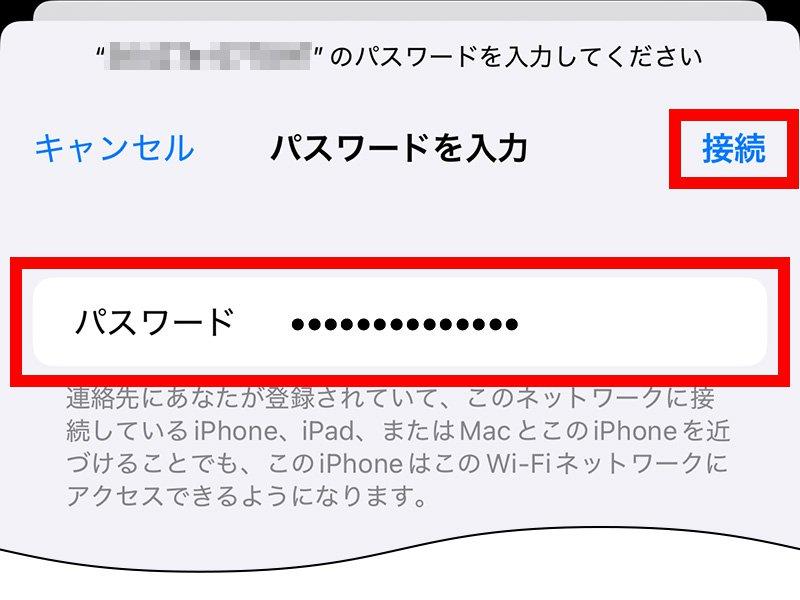 “ ” のパスワードを入力してください
キャンセル パスワードを入力 接続
パスワード ••••••••••••••
連絡先にあなたが登録されていて、このネットワークに接
続しているiPhone、iPad、またはMacとこのiPhoneを近
づけることでも、このiPhoneはこのWi-Fiネットワークに
アクセスできるようになります。